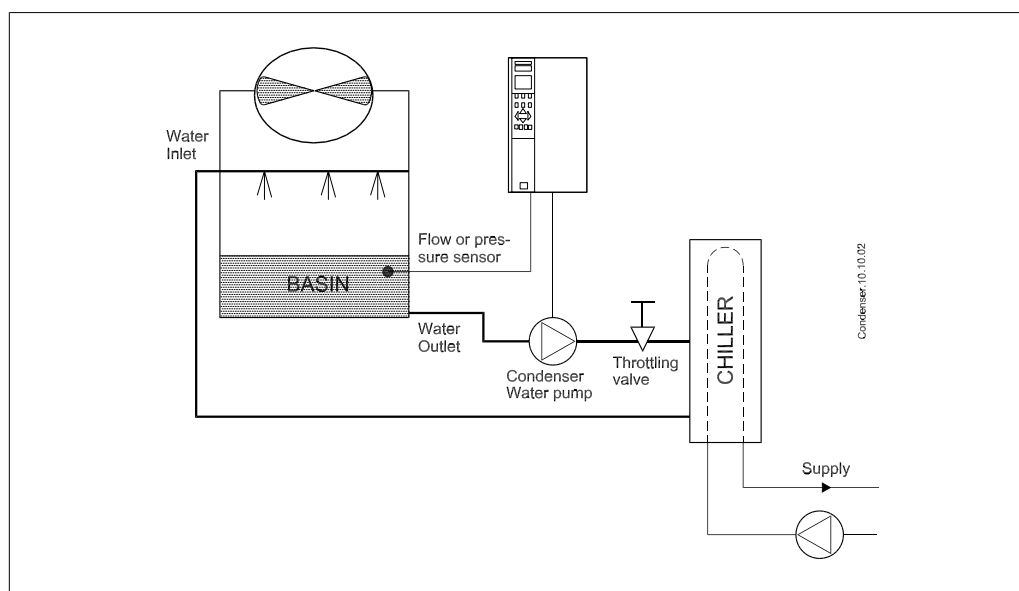 Water
Inlet
Flow or pres-
sure sensor
BASIN
Water
Outlet
Condenser
Water pump
Throttling
valve
CHILLER
Condenser.10.10.02
Supply